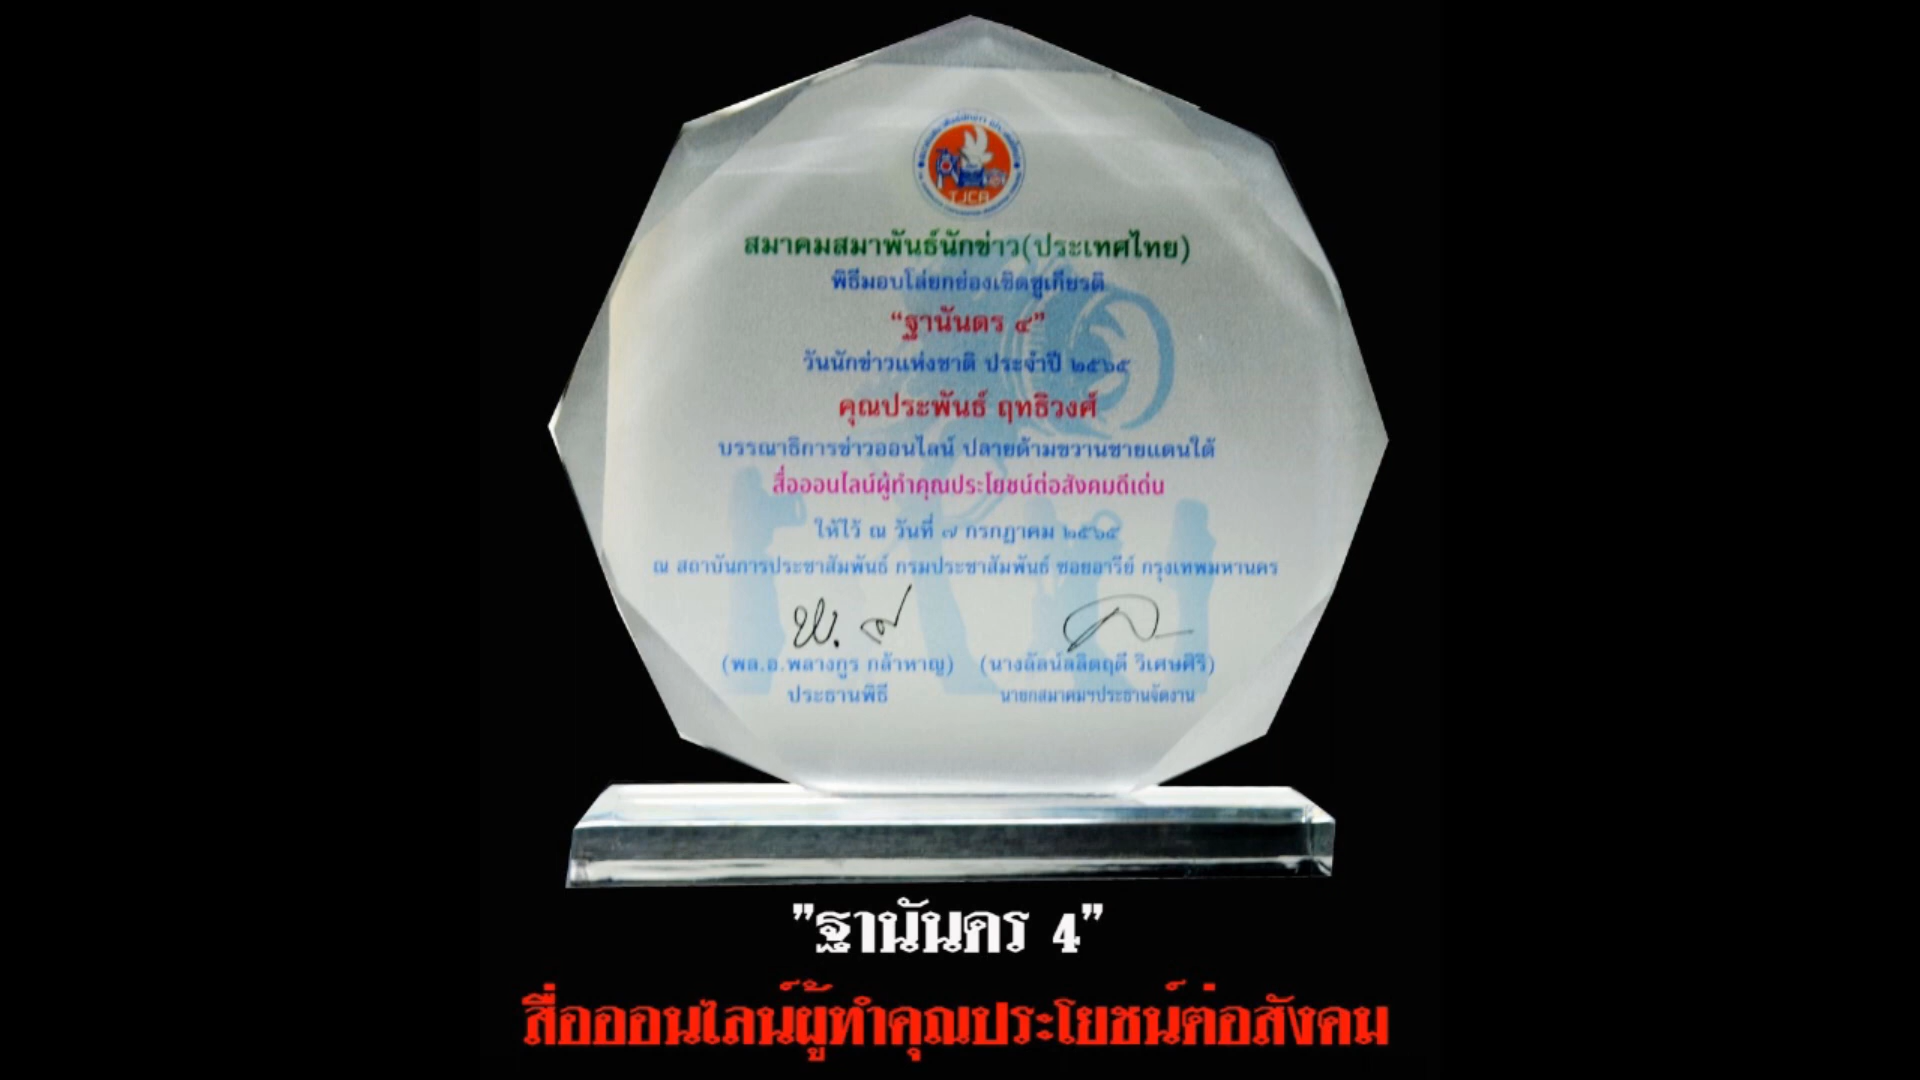 TJCA
สมาคมสมาพันธ์นักข่าว(ประเทศไทย)
พิธีมอบโล่ยกย่องเชิดชูเกียรติ
“ฐานันดร ๔”
วันนักข่าวแห่งชาติ ประจำปี ๒๕๖๕
คุณประพันธ์ ฤทธิวงศ์
บรรณาธิการข่าวออนไลน์ ปลายด้ามขวานชายแดนใต้
สื่อออนไลน์ผู้ทำคุณประโยชน์ต่อสังคมดีเด่น
ให้ไว้ ณ วันที่ ๗ กรกฎาคม ๒๕๖๕
ณ สถาบันการประชาสัมพันธ์ กรมประชาสัมพันธ์ ซอยอารีย์ กรุงเทพมหานคร
(พล.อ.พลางกูร กล้าหาญ) (นางลัลน์ลลิตฤดี วิเศษศิริ)
ประธานพิธี นายกสมาคมฯประธานจัดงาน
"ฐานันดร 4"
สื่อออนไลน์ผู้ทำคุณประโยชน์ต่อสังคม